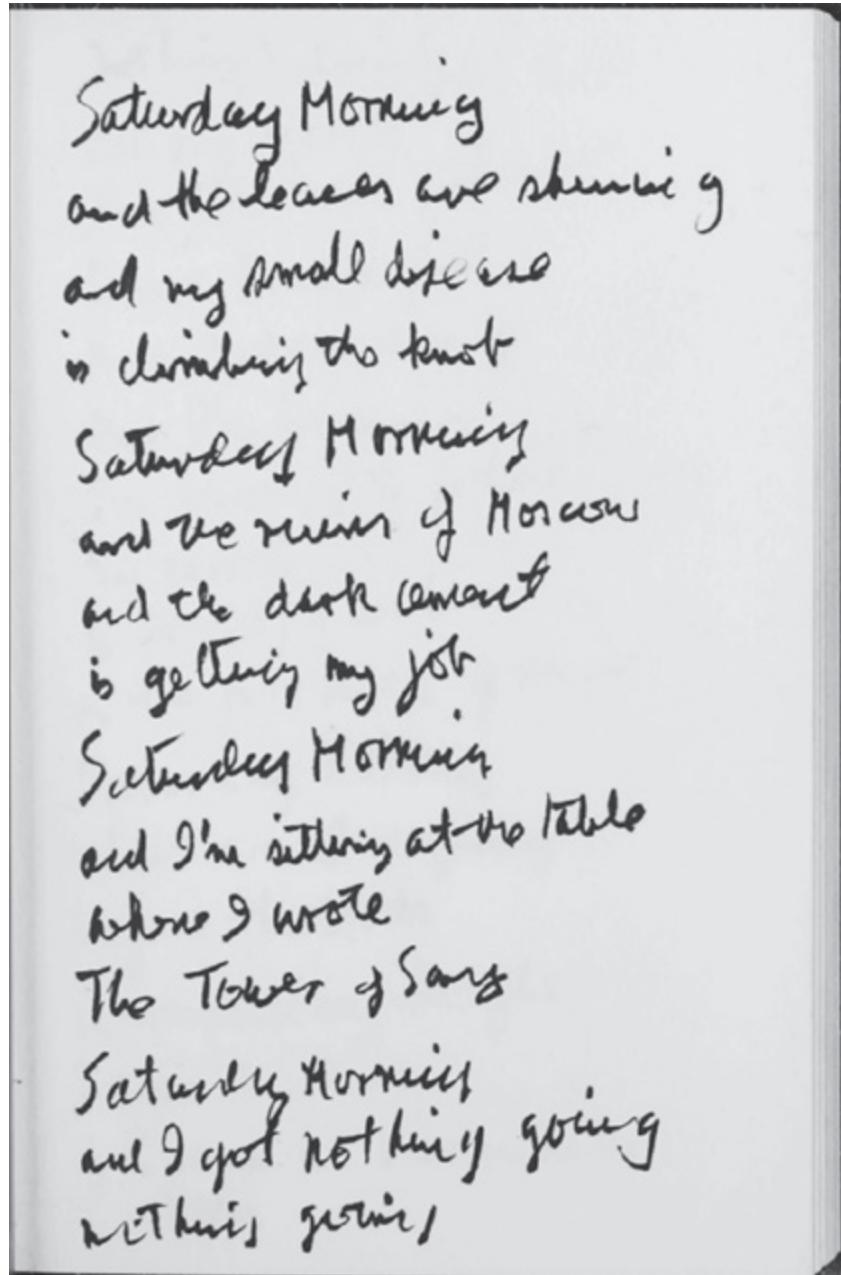 Saturday Morning
and the leaves are shining
and my small disease
is climbing the knob
Saturday Morning
and the ruins of Moscow
and the dark cement
is getting my job
Saturday Morning
and I'm sitting at the table
where I wrote
The Tower of Song
Saturday Morning
and I got nothing going
nothing going